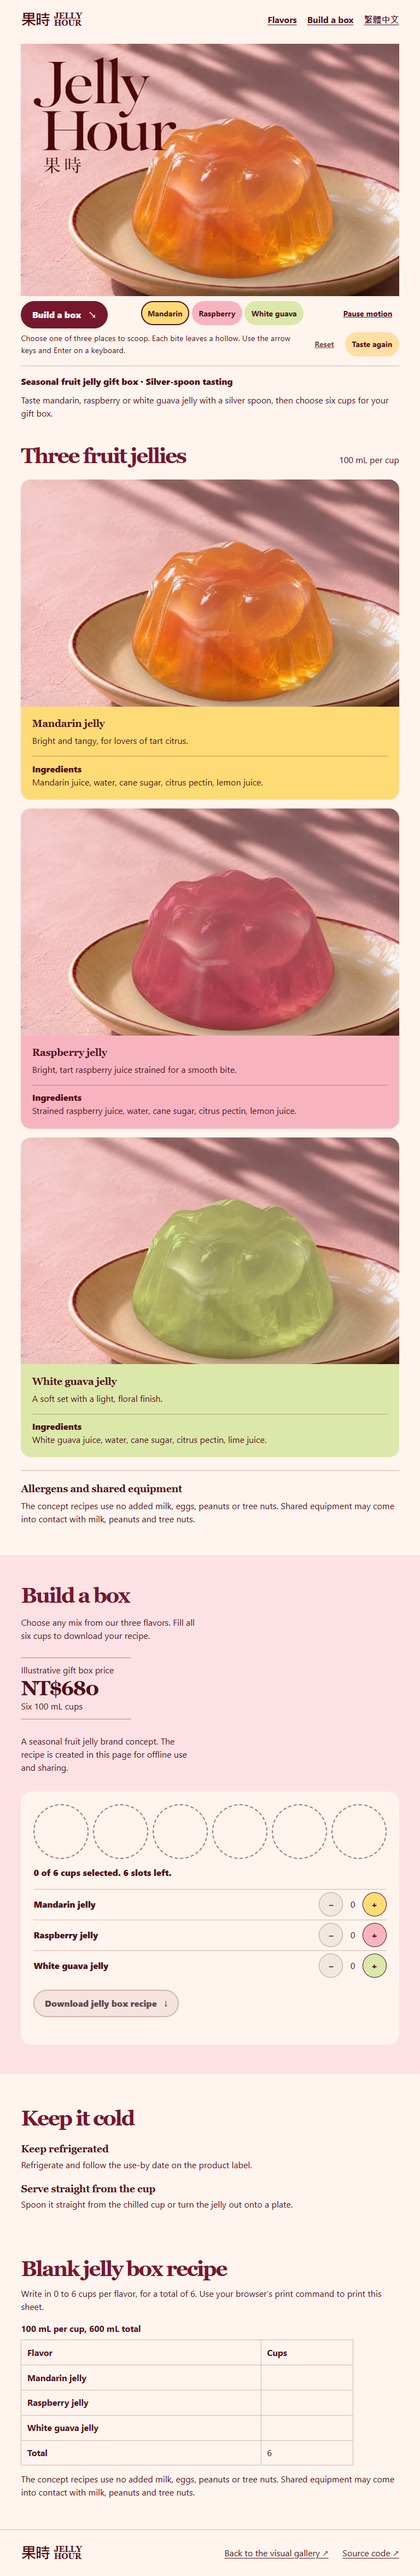 果時 JELLY HOUR
Flavors Build a box 繁體中文
Jelly
Hour
果時
Build a box ↘
Mandarin Raspberry White guava
Pause motion
Choose one of three places to scoop. Each bite leaves a hollow. Use the arrow
keys and Enter on a keyboard.
Reset Taste again
Seasonal fruit jelly gift box · Silver-spoon tasting
Taste mandarin, raspberry or white guava jelly with a silver spoon, then choose six cups for your
gift box.
Three fruit jellies
100 mL per cup
Mandarin jelly
Bright and tangy, for lovers of tart citrus.
Ingredients
Mandarin juice, water, cane sugar, citrus pectin, lemon juice.
Raspberry jelly
Bright, tart raspberry juice strained for a smooth bite.
Ingredients
Strained raspberry juice, water, cane sugar, citrus pectin, lemon juice.
White guava jelly
A soft set with a light, floral finish.
Ingredients
White guava juice, water, cane sugar, citrus pectin, lime juice.
Allergens and shared equipment
The concept recipes use no added milk, eggs, peanuts or tree nuts. Shared equipment may come
into contact with milk, peanuts and tree nuts.
Build a box
Choose any mix from our three flavors. Fill all
six cups to download your recipe.
Illustrative gift box price
NT$680
Six 100 mL cups
A seasonal fruit jelly brand concept. The
recipe is created in this page for offline use
and sharing.
0 of 6 cups selected. 6 slots left.
Mandarin jelly − 0 +
Raspberry jelly − 0 +
White guava jelly − 0 +
Download jelly box recipe ↓
Keep it cold
Keep refrigerated
Refrigerate and follow the use-by date on the product label.
Serve straight from the cup
Spoon it straight from the chilled cup or turn the jelly out onto a plate.
Blank jelly box recipe
Write in 0 to 6 cups per flavor, for a total of 6. Use your browser's print command to print this
sheet.
100 mL per cup, 600 mL total
Flavor Cups
Mandarin jelly
Raspberry jelly
White guava jelly
Total 6
The concept recipes use no added milk, eggs, peanuts or tree nuts. Shared equipment may come
into contact with milk, peanuts and tree nuts.
果時 JELLY HOUR
Back to the visual gallery ↗ Source code ↗